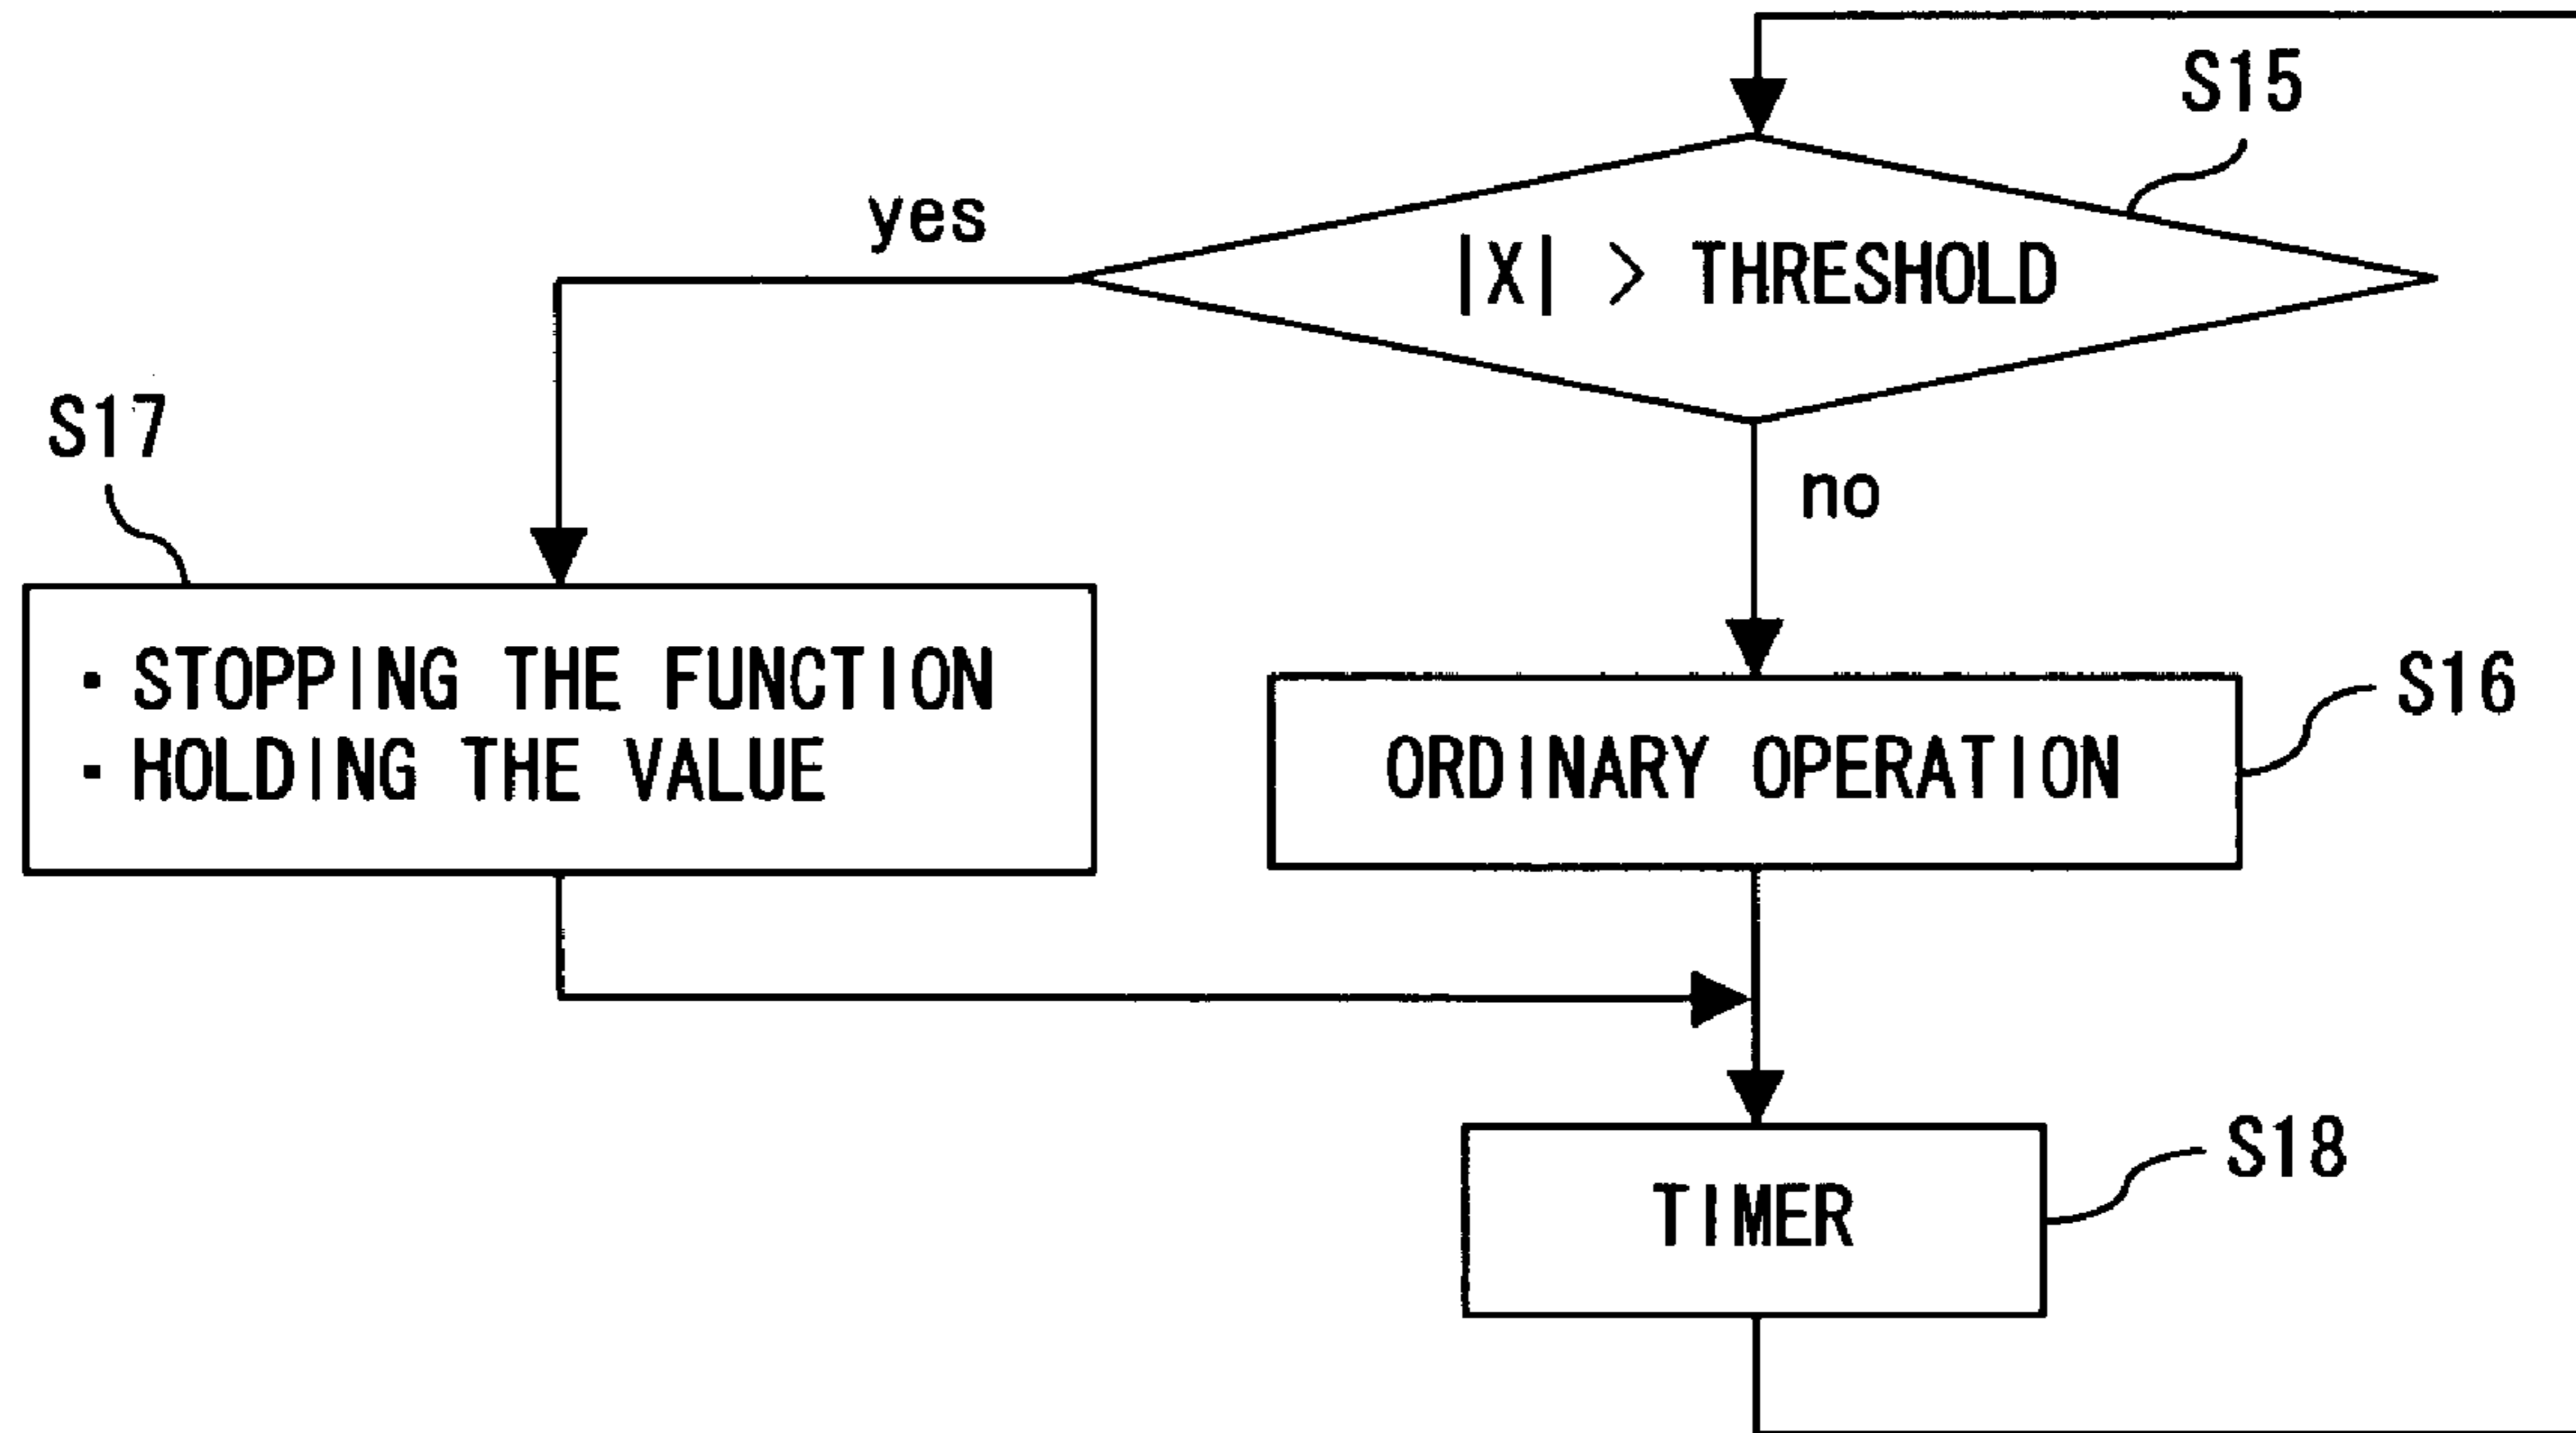 S15
yes
|X| > THRESHOLD
S17
no
・STOPPING THE FUNCTION
・HOLDING THE VALUE
S16
ORDINARY OPERATION
S18
TIMER